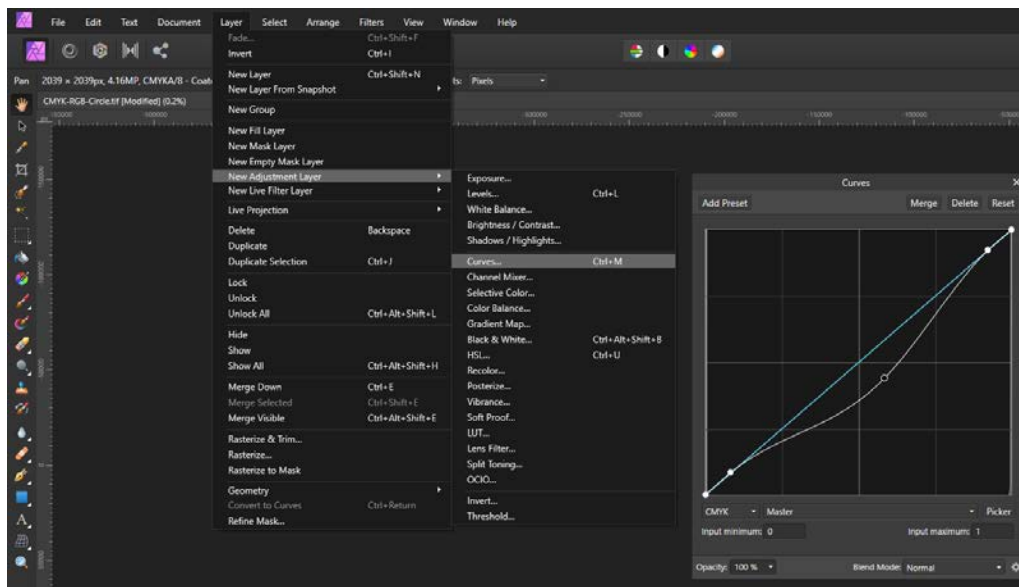 File Edit Text Document Layer Select Arrange Filters View Window Help
Pan 2039 × 2039px, 4.16MP, CMYKA/8 - Coate
Pixels
CMYK-RGB-Circle.tif [Modified] (0.2%)
px
Fade... Ctrl+Shift+F
Invert Ctrl+I
New Layer Ctrl+Shift+N
New Layer From Snapshot
New Group
New Fill Layer
New Mask Layer
New Empty Mask Layer
New Adjustment Layer
New Live Filter Layer
Live Projection
Delete Backspace
Duplicate
Duplicate Selection Ctrl+J
Lock
Unlock
Unlock All Ctrl+Alt+Shift+L
Hide
Show
Show All Ctrl+Alt+Shift+H
Merge Down Ctrl+E
Merge Selected Ctrl+Shift+E
Merge Visible Ctrl+Alt+Shift+E
Rasterize & Trim...
Rasterize...
Rasterize to Mask
Geometry
Convert to Curves Ctrl+Return
Refine Mask...
Exposure...
Levels... Ctrl+L
White Balance...
Brightness / Contrast...
Shadows / Highlights...
Curves... Ctrl+M
Channel Mixer...
Selective Color...
Color Balance...
Gradient Map...
Black & White... Ctrl+Alt+Shift+B
HSL... Ctrl+U
Recolor...
Posterize...
Vibrance...
Soft Proof...
LUT...
Lens Filter...
Split Toning...
OCIO...
Invert...
Threshold...
Curves
Add Preset Merge Delete Reset
CMYK Master Picker
Input minimum: 0 Input maximum: 1
Opacity: 100 % Blend Mode: Normal